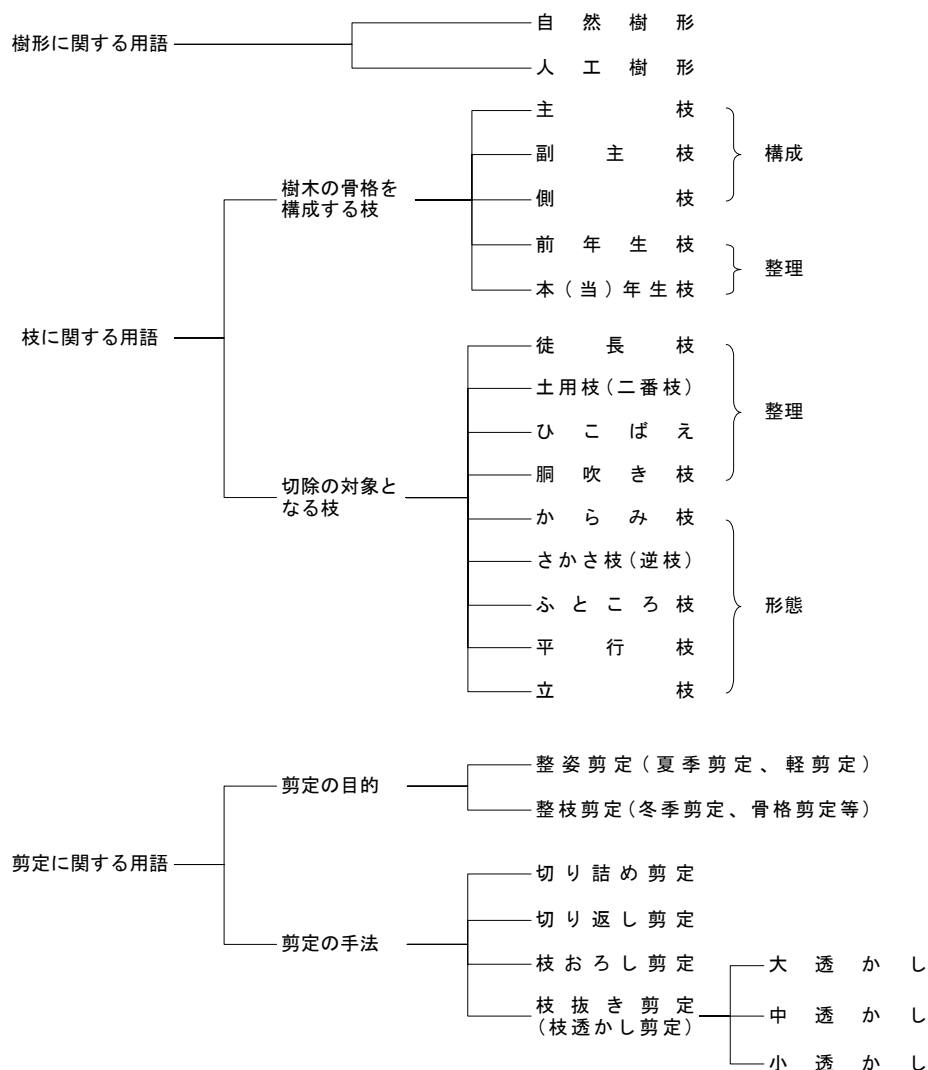 樹形に関する用語
自然樹形
人工樹形
枝に関する用語
樹木の骨格を
構成する枝
主枝
副主枝
側枝
構成
前年生枝
本(当)年生枝
整理
切除の対象と
なる枝
徒長枝
土用枝(二番枝)
ひこばえ
胴吹き枝
整理
からみ枝
さかさ枝(逆枝)
ふところ枝
平行枝
立枝
形態
剪定に関する用語
剪定の目的
整姿剪定(夏季剪定、軽剪定)
整枝剪定(冬季剪定、骨格剪定等)
剪定の手法
切り詰め剪定
切り返し剪定
枝おろし剪定
枝抜き剪定
(枝透かし剪定)
大透かし
中透かし
小透かし